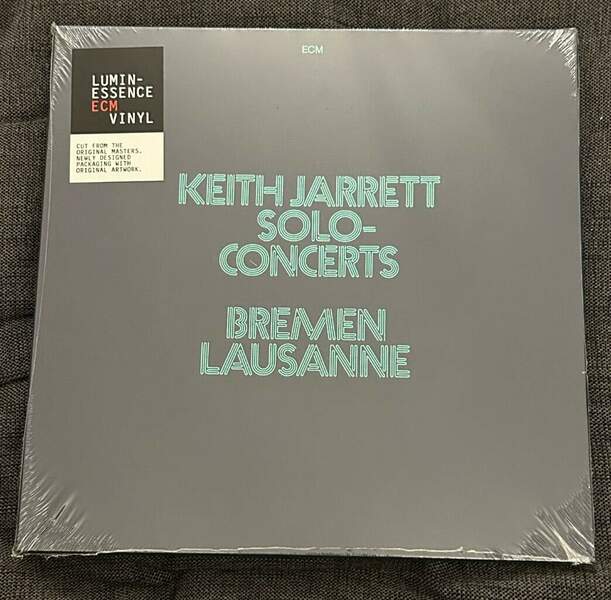 ECM
LUMIN-
ESSENCE
ECM
VINYL
CUT FROM THE
ORIGINAL MASTERS.
NEWLY DESIGNED
PACKAGING WITH
ORIGINAL ARTWORK.
KEITH JARRETT
SOLO-
CONCERTS
BREMEN
LAUSANNE